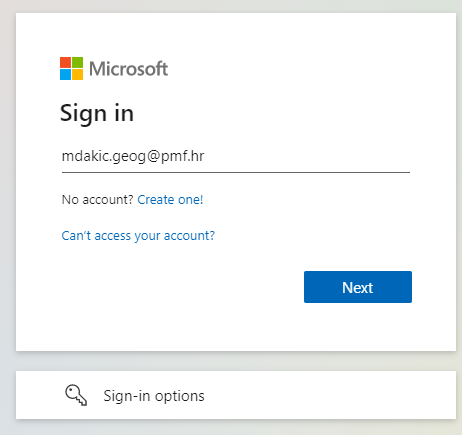 Microsoft
Sign in
mdakic.geog@pmf.hr
No account? Create one!
Can't access your account?
Next
Sign-in options